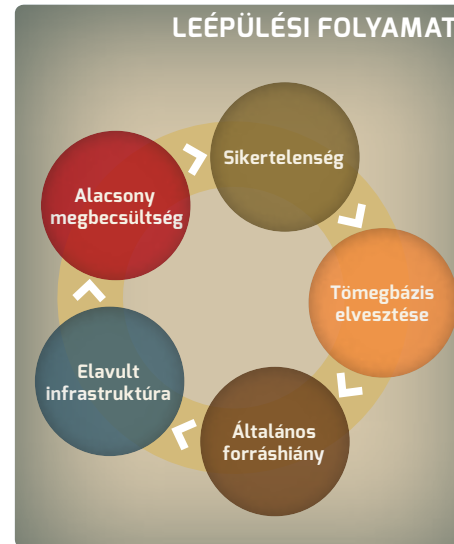 LEÉPÜLÉSI FOLYAMAT
Sikertelenség
Tömegbázis
elvesztése
Általános
forráshiány
Elavult
infrastruktúra
Alacsony
megbecsültség